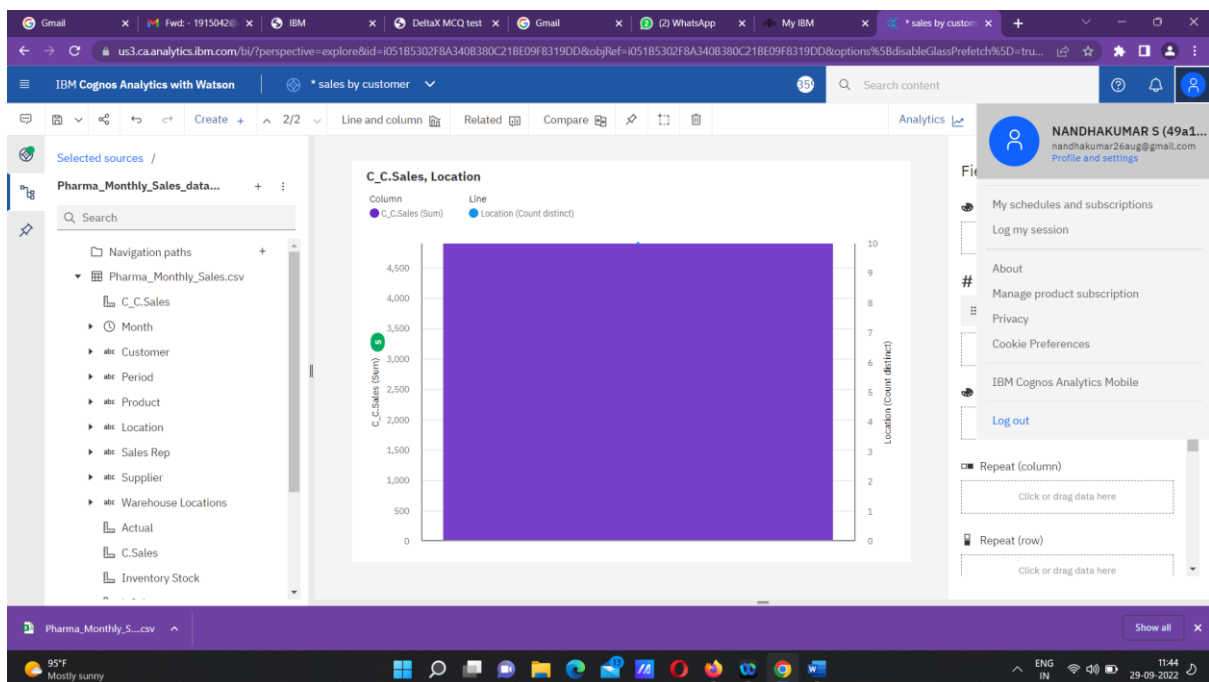 Gmail
Fwd: - 1915042@
IBM
DeltaX MCQ test
Gmail
(2) WhatsApp
My IBM
* sales by custom
us3.ca.analytics.ibm.com/bi/?perspective=explore&id=i051B5302F8A340B380C21BE09F8319DD&objRef=i051B5302F8A340B380C21BE09F8319DD&options%5BdisableGlassPrefetch%5D=tru...
IBM Cognos Analytics with Watson
* sales by customer
Search content
Create +
2/2
Line and column
Related
Compare
Analytics
NANDHAKUMAR S (49a1...
nandhakumar26aug@gmail.com
Profile and settings
My schedules and subscriptions
Log my session
About
Manage product subscription
Privacy
Cookie Preferences
IBM Cognos Analytics Mobile
Log out
Selected sources /
Pharma_Monthly_Sales_data...
Search
Navigation paths
Pharma_Monthly_Sales.csv
C_C.Sales
Month
abc Customer
abc Period
abc Product
abc Location
abc Sales Rep
abc Supplier
abc Warehouse Locations
Actual
C.Sales
Inventory Stock
C_C.Sales, Location
Column
Line
C_C.Sales (Sum)
Location (Count distinct)
4,500
4,000
3,500
3,000
2,500
2,000
1,500
1,000
500
0
C_C.Sales (Sum)
10
9
8
7
6
5
4
3
2
1
0
Location (Count distinct)
Repeat (column)
Click or drag data here
Repeat (row)
Click or drag data here
Pharma_Monthly_S....csv
Show all
95°F
Mostly sunny
ENG
IN
11:44
29-09-2022